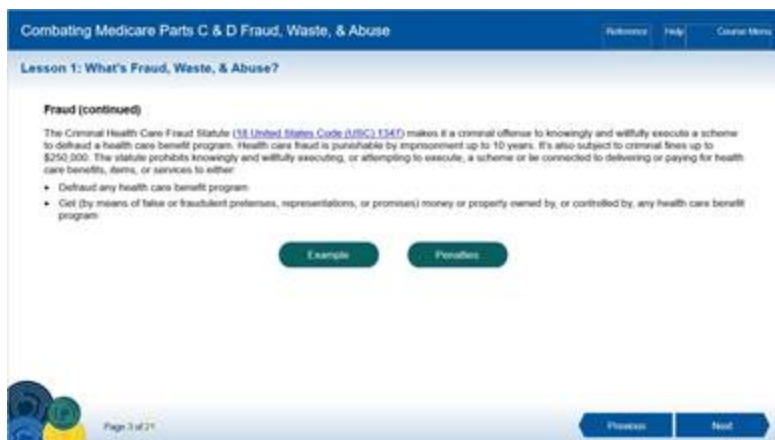 Combating Medicare Parts C & D Fraud, Waste, & Abuse
Reference Help Course Menu
Lesson 1: What's Fraud, Waste, & Abuse?
Fraud (continued)
The Criminal Health Care Fraud Statute (18 United States Code (USC) 1347) makes it a criminal offense to knowingly and willfully execute a scheme
to defraud a health care benefit program. Health care fraud is punishable by imprisonment up to 10 years. It's also subject to criminal fines up to
$250,000. The statute prohibits knowingly and willfully executing, or attempting to execute, a scheme or lie connected to delivering or paying for health
care benefits, items, or services to either:
• Defraud any health care benefit program
• Get (by means of false or fraudulent pretenses, representations, or promises) money or property owned by, or controlled by, any health care benefit
program
Example Penalties
Page 3 of 21
Previous Next